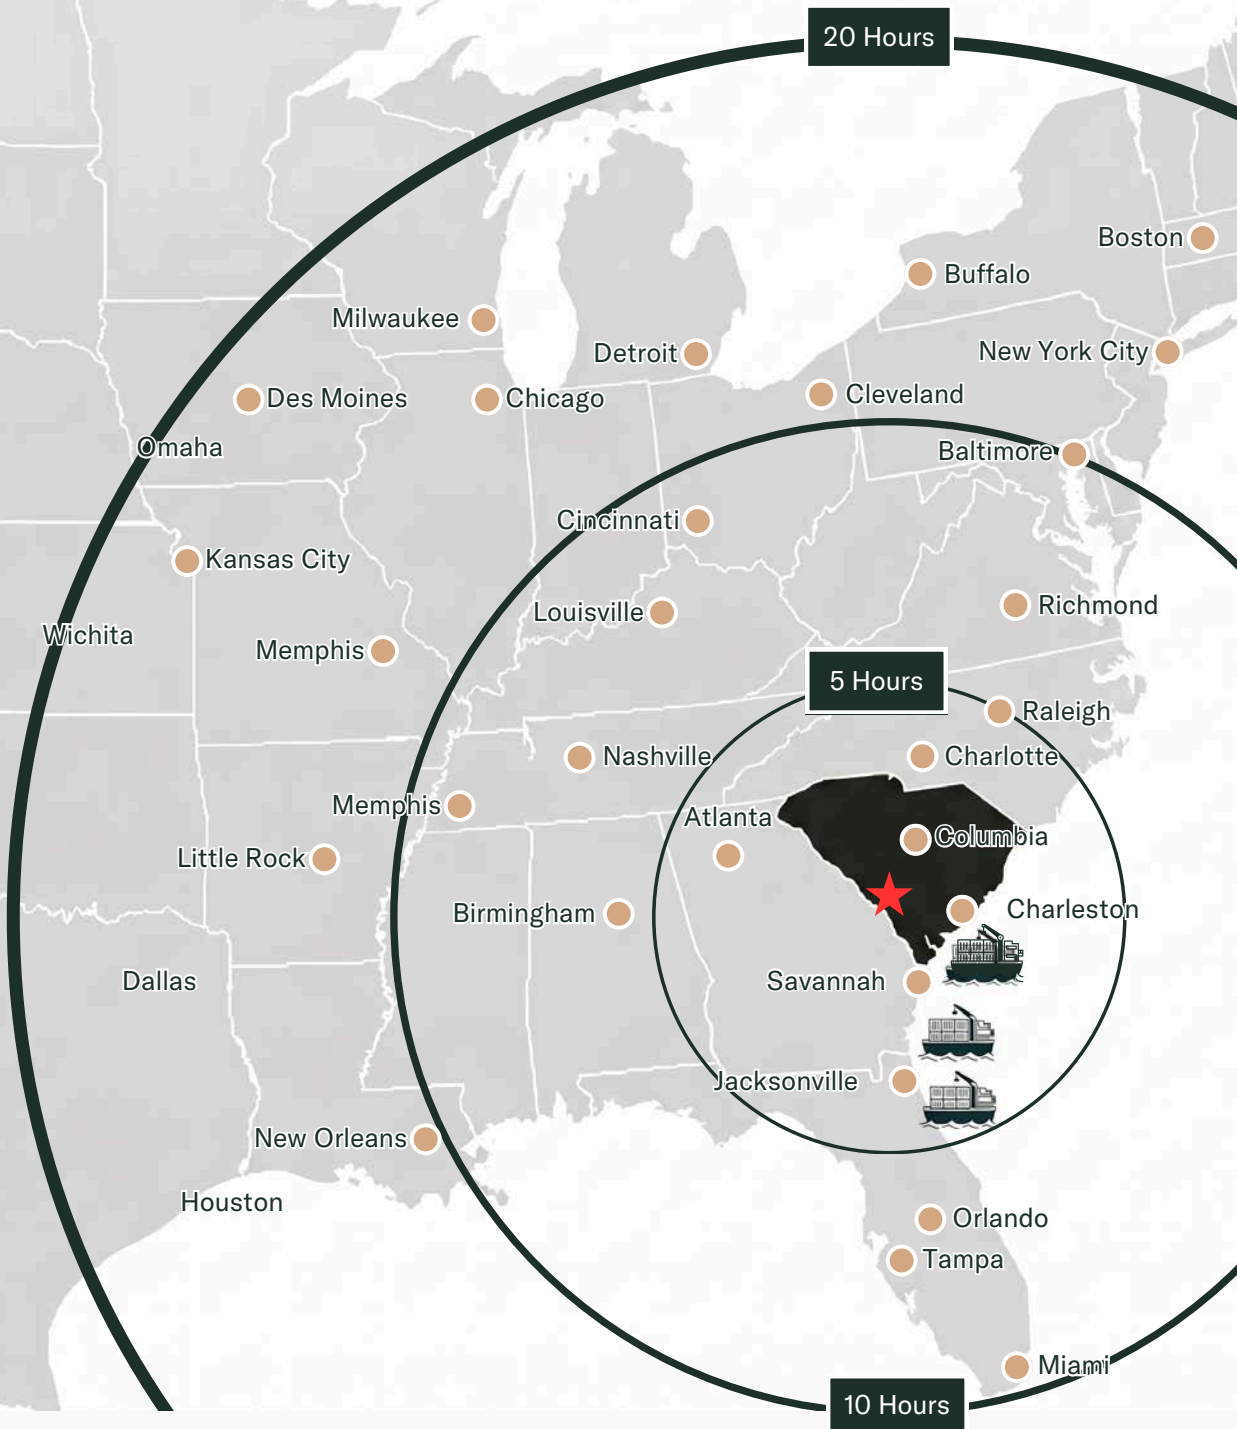 20 Hours
Boston
Buffalo
Milwaukee
New York City
Detroit
Cleveland
Des Moines
Chicago
Omaha
Baltimore
Cincinnati
Kansas City
Richmond
Louisville
Wichita
Memphis
5 Hours
Raleigh
Charlotte
Nashville
Memphis
Atlanta
Columbia
Little Rock
Charleston
Birmingham
Dallas
Savannah
Jacksonville
New Orleans
Houston
Orlando
Tampa
Miami
10 Hours